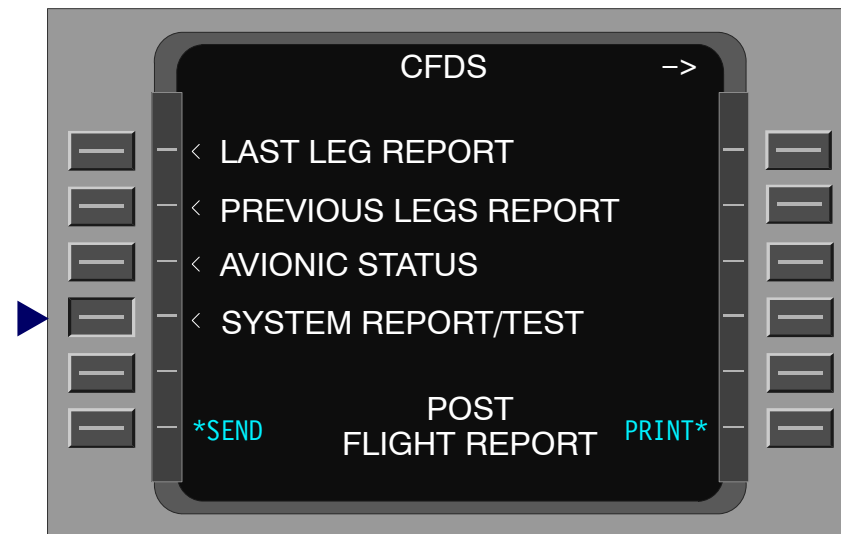 CFDS –>
< LAST LEG REPORT
< PREVIOUS LEGS REPORT
< AVIONIC STATUS
< SYSTEM REPORT/TEST
POST
*SEND FLIGHT REPORT PRINT*